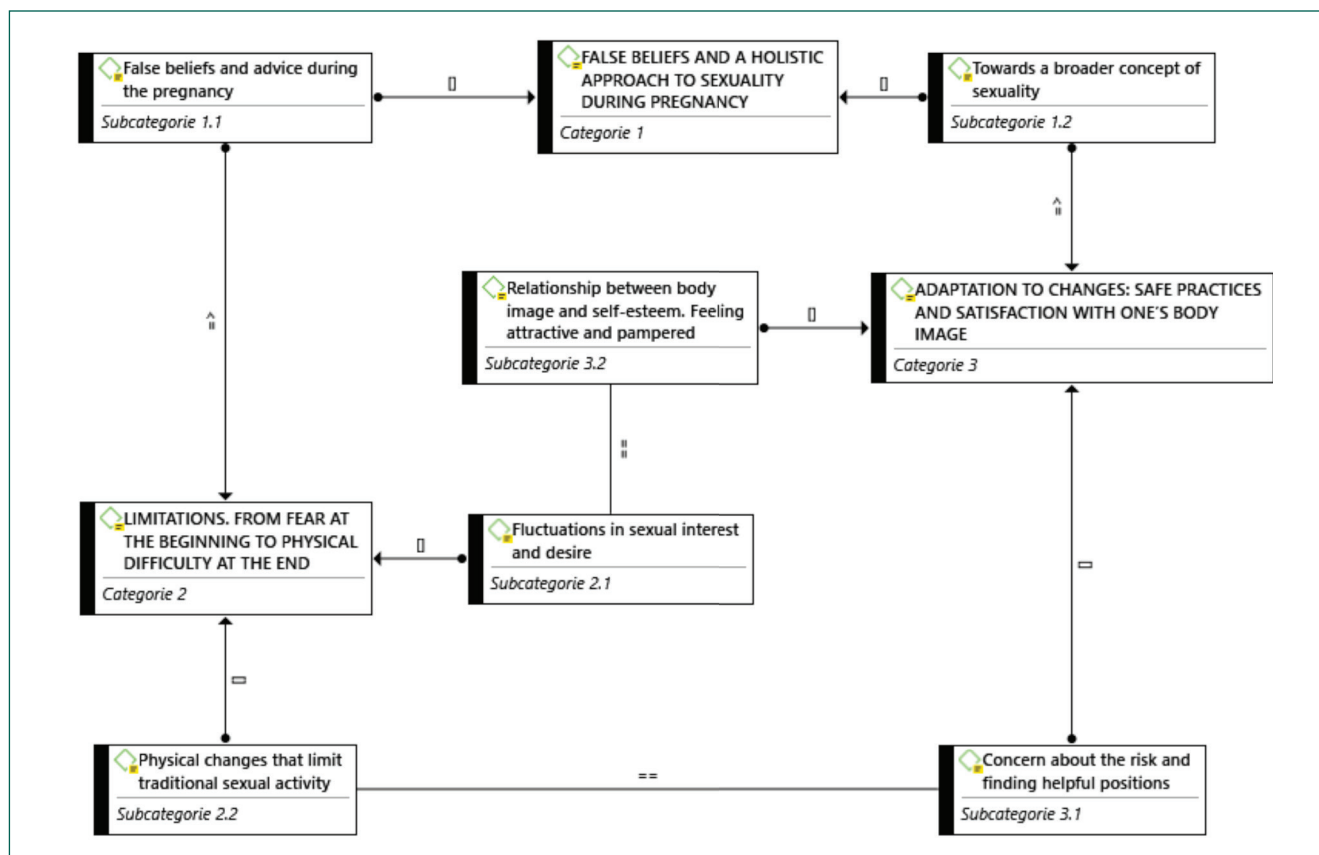 False beliefs and advice during
the pregnancy
Subcategorie 1.1
[]
FALSE BELIEFS AND A HOLISTIC
APPROACH TO SEXUALITY
DURING PREGNANCY
Categorie 1
[]
Towards a broader concept of
sexuality
Subcategorie 1.2
=>
=>
Relationship between body
image and self-esteem. Feeling
attractive and pampered
Subcategorie 3.2
[]
ADAPTATION TO CHANGES: SAFE PRACTICES
AND SATISFACTION WITH ONE´S BODY
IMAGE
Categorie 3
==
LIMITATIONS. FROM FEAR AT
THE BEGINNING TO PHYSICAL
DIFFICULTY AT THE END
Categorie 2
[]
Fluctuations in sexual interest
and desire
Subcategorie 2.1
[]
[]
Physical changes that limit
traditional sexual activity
Subcategorie 2.2
==
Concern about the risk and
finding helpful positions
Subcategorie 3.1